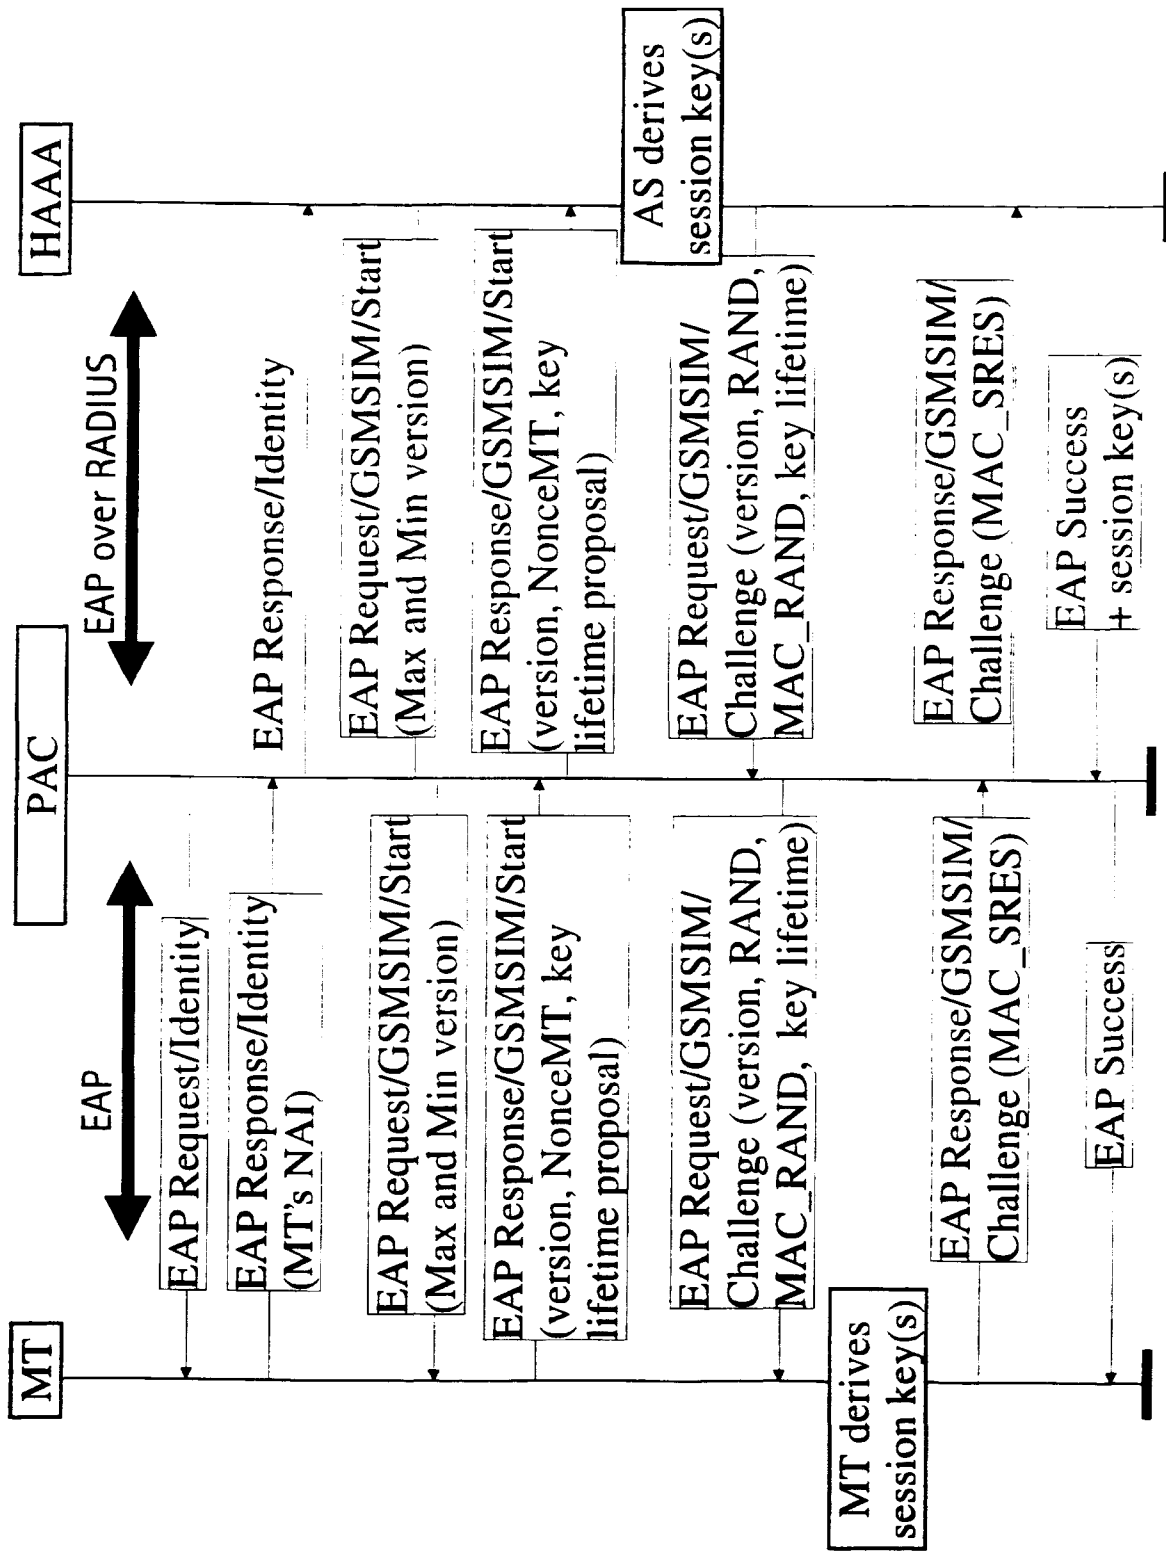 MT
PAC
HAAA
EAP
EAP over RADIUS
EAP Request/Identity
EAP Response/Identity
(MT's NAI)
EAP Response/Identity
EAP Request/GSMSIM/Start
(Max and Min version)
EAP Request/GSMSIM/Start
(Max and Min version)
EAP Response/GSMSIM/Start
(version, NonceMT, key
lifetime proposal)
EAP Response/GSMSIM/Start
(version, NonceMT, key
lifetime proposal)
AS derives
session key(s)
EAP Request/GSMSIM/
Challenge (version, RAND,
MAC_RAND, key lifetime)
EAP Request/GSMSIM/
Challenge (version, RAND,
MAC_RAND, key lifetime)
MT derives
session key(s)
EAP Response/GSMSIM/
Challenge (MAC_SRES)
EAP Response/GSMSIM/
Challenge (MAC_SRES)
EAP Success
+ session key(s)
EAP Success